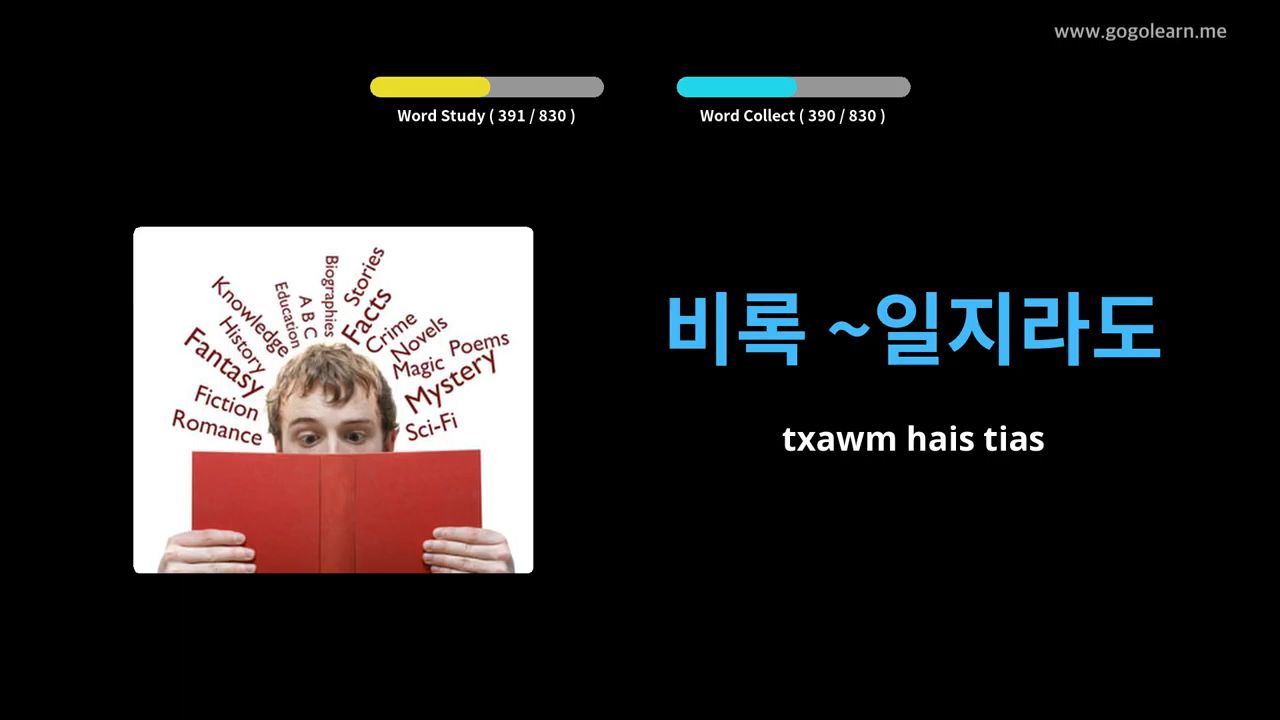 www.gogolearn.me
Word Study ( 391 / 830 )
Word Collect ( 390 / 830 )
Knowledge
History
Fantasy
Fiction
Romance
Education
A B C
Biographies
Stories
Facts
Crime
Novels
Magic
Poems
Mystery
Sci-Fi
비록 ~일지라도
txawm hais tias